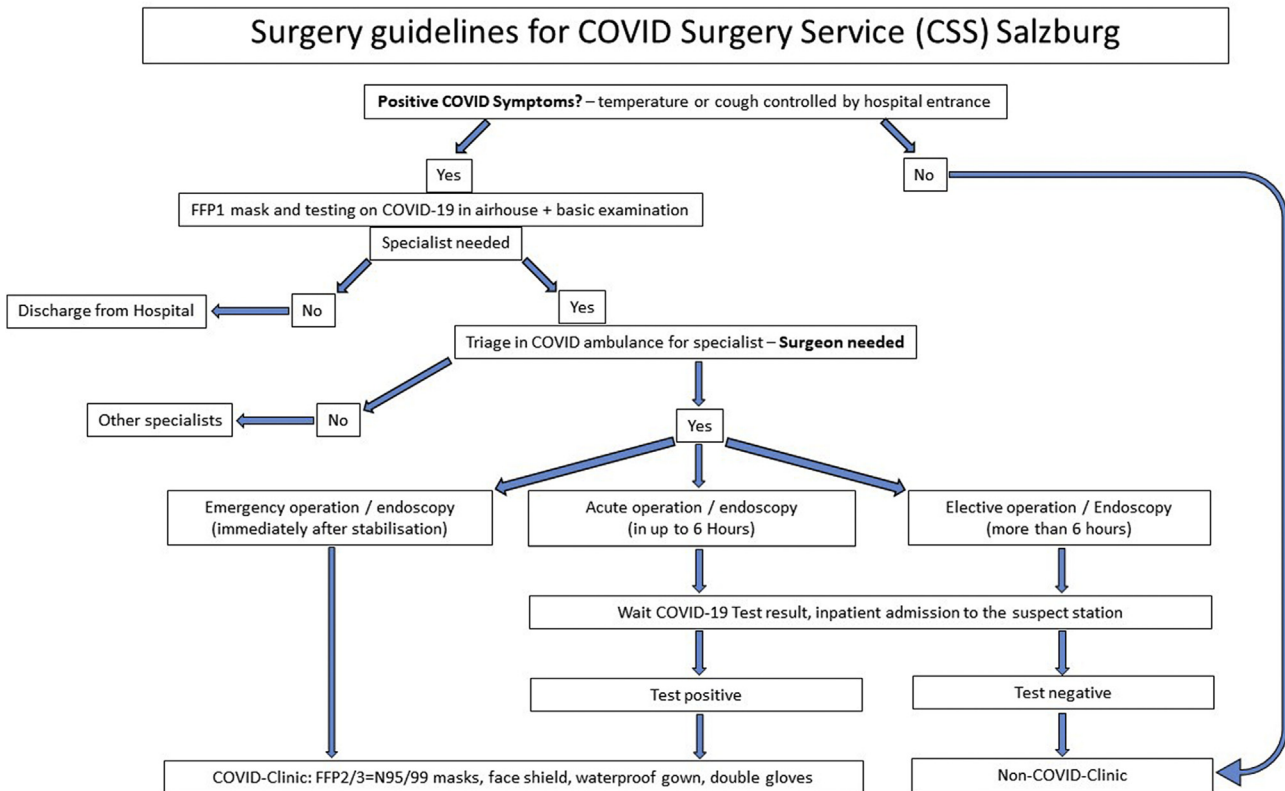 Surgery guidelines for COVID Surgery Service (CSS) Salzburg
Positive COVID Symptoms? – temperature or cough controlled by hospital entrance
Yes
No
FFP1 mask and testing on COVID-19 in airhouse + basic examination
Specialist needed
Discharge from Hospital
No
Yes
Triage in COVID ambulance for specialist – Surgeon needed
Other specialists
No
Yes
Emergency operation / endoscopy
(immediately after stabilisation)
Acute operation / endoscopy
(in up to 6 Hours)
Elective operation / Endoscopy
(more than 6 hours)
Wait COVID-19 Test result, inpatient admission to the suspect station
Test positive
Test negative
COVID-Clinic: FFP2/3=N95/99 masks, face shield, waterproof gown, double gloves
Non-COVID-Clinic